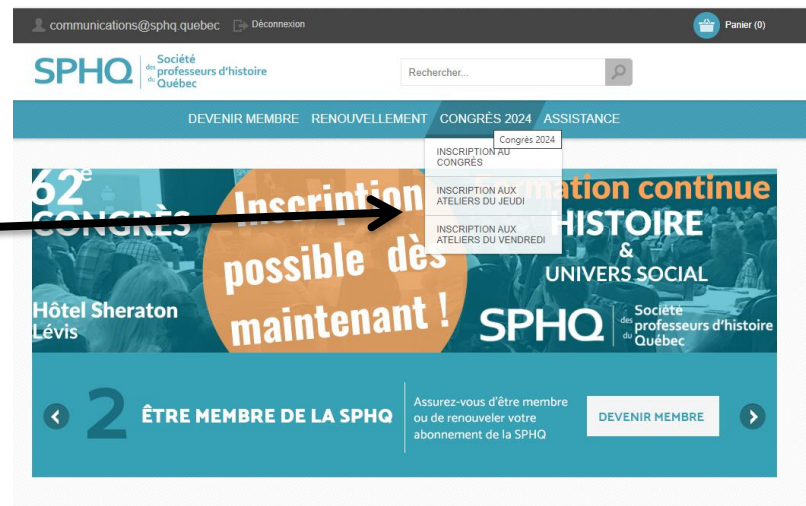 communications@sphq.quebec Déconnexion Panier (0)
SPHQ
Société
des professeurs d'histoire
du Québec
Rechercher...
DEVENIR MEMBRE RENOUVELLEMENT CONGRÈS 2024 ASSISTANCE
Congrès 2024
INSCRIPTION AU
CONGRÈS
INSCRIPTION AUX
ATELIERS DU JEUDI
INSCRIPTION AUX
ATELIERS DU VENDREDI
62e
CONGRÈS
Hôtel Sheraton
Lévis
Inscription
possible dès
maintenant !
continue
HISTOIRE
&
UNIVERS SOCIAL
SPHQ
Société
des professeurs d'histoire
du Québec
2 ÊTRE MEMBRE DE LA SPHQ
Assurez-vous d'être membre
ou de renouveler votre
abonnement de la SPHQ
DEVENIR MEMBRE